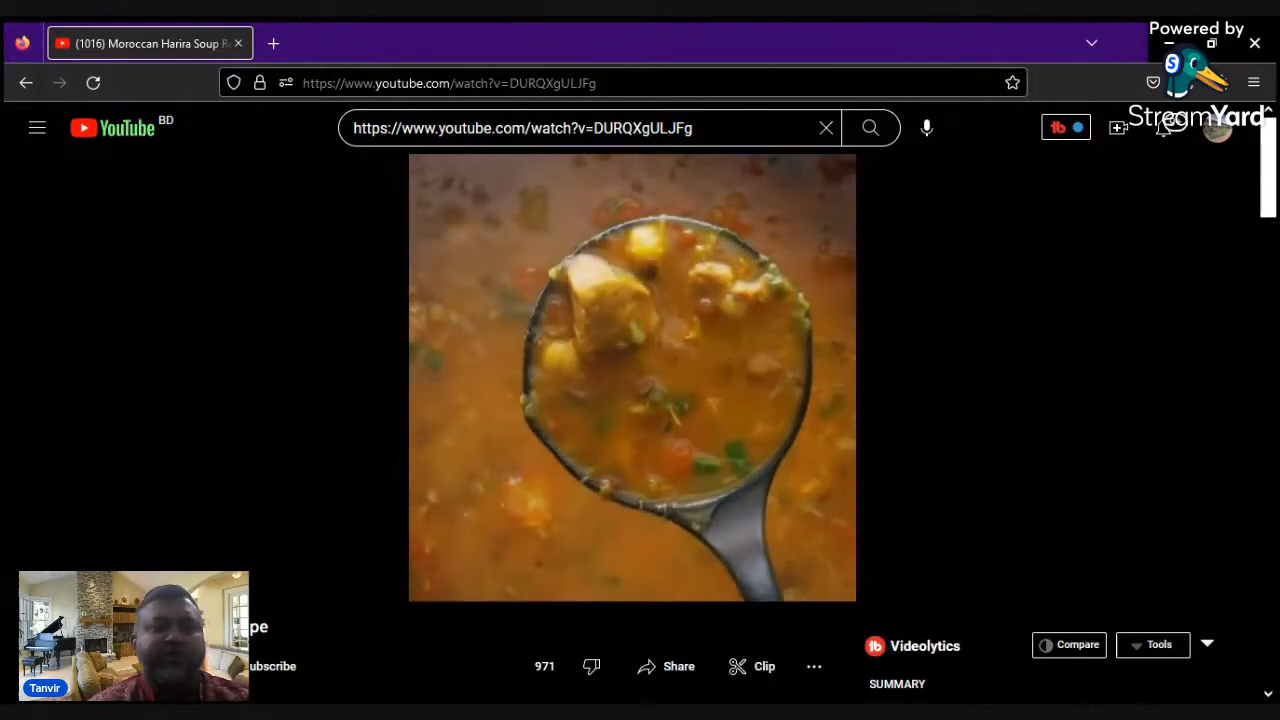 Powered by
StreamYard
(1016) Moroccan Harira Soup Re
https://www.youtube.com/watch?v=DURQXgULJFg
YouTube BD
https://www.youtube.com/watch?v=DURQXgULJFg
pe
ubscribe
971
Share
Clip
Videolytics
Compare
Tools
SUMMARY
Tanvir